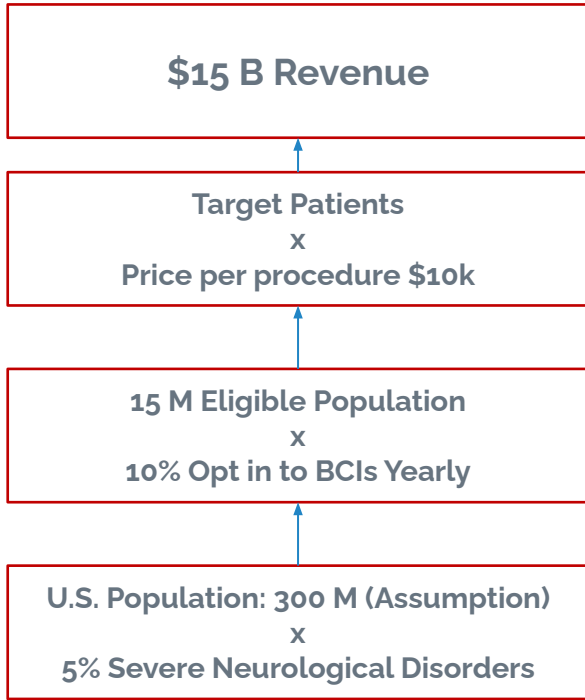 $15 B Revenue
Target Patients
x
Price per procedure $10k
15 M Eligible Population
x
10% Opt in to BCIs Yearly
U.S. Population: 300 M (Assumption)
x
5% Severe Neurological Disorders